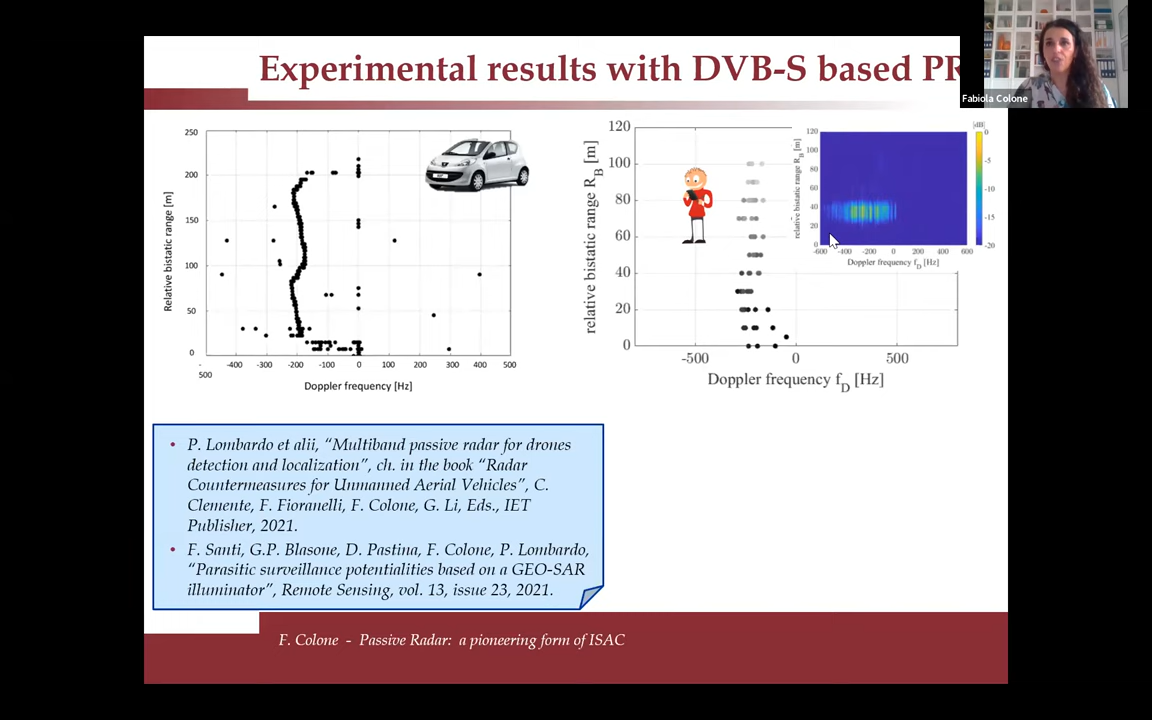 Experimental results with DVB-S based PR
Fabiola Colone
250
200
150
100
50
0
Relative bistatic range [m]
-
500
-400
-300
-200
-100
0
100
200
300
400
500
Doppler frequency [Hz]
120
100
80
60
40
20
0
relative bistatic range R_B [m]
-500
0
500
Doppler frequency f_D [Hz]
120
100
80
60
40
20
0
relative bistatic range R_B [m]
-600
-400
-200
0
200
400
600
Doppler frequency f_D [Hz]
[dB]
0
-5
-10
-15
-20
• P. Lombardo et alii, “Multiband passive radar for drones
detection and localization”, ch. in the book “Radar
Countermeasures for Unmanned Aerial Vehicles”, C.
Clemente, F. Fioranelli, F. Colone, G. Li, Eds., IET
Publisher, 2021.
• F. Santi, G.P. Blasone, D. Pastina, F. Colone, P. Lombardo,
“Parasitic surveillance potentialities based on a GEO-SAR
illuminator”, Remote Sensing, vol. 13, issue 23, 2021.
F. Colone - Passive Radar: a pioneering form of ISAC